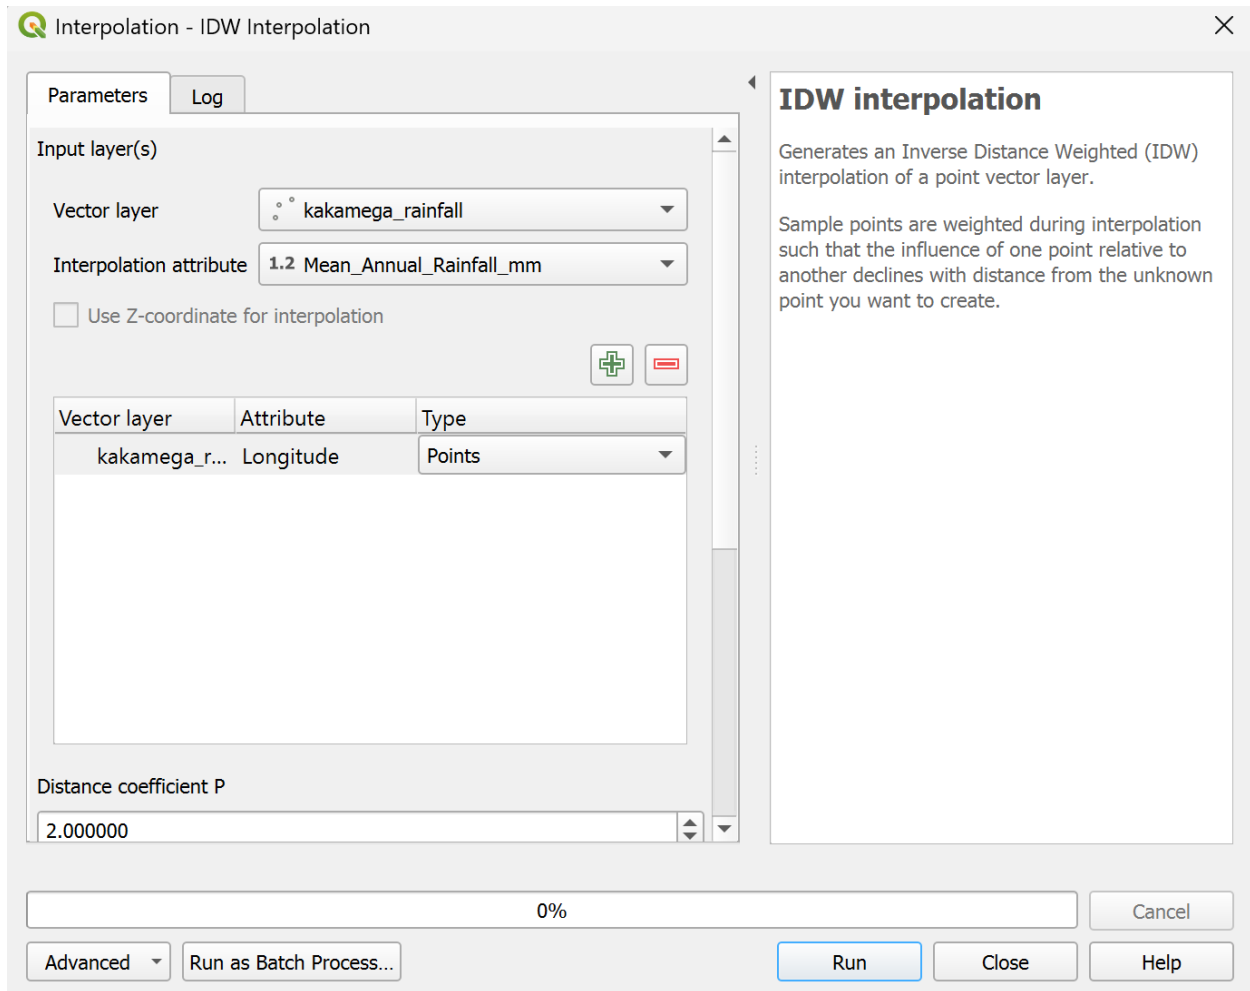 Interpolation - IDW Interpolation
Parameters
Log
Input layer(s)
Vector layer
kakamega_rainfall
Interpolation attribute
1.2 Mean_Annual_Rainfall_mm
Use Z-coordinate for interpolation
Vector layer Attribute Type
kakamega_r... Longitude Points
Distance coefficient P
2.000000
IDW interpolation
Generates an Inverse Distance Weighted (IDW)
interpolation of a point vector layer.
Sample points are weighted during interpolation
such that the influence of one point relative to
another declines with distance from the unknown
point you want to create.
0%
Cancel
Advanced
Run as Batch Process...
Run
Close
Help